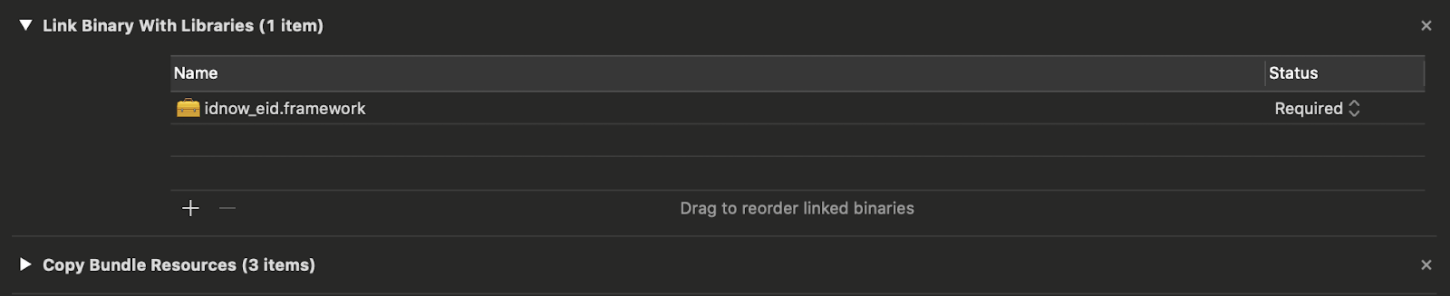 Link Binary With Libraries (1 item)
Name Status
idnow_eid.framework Required
Drag to reorder linked binaries
Copy Bundle Resources (3 items)